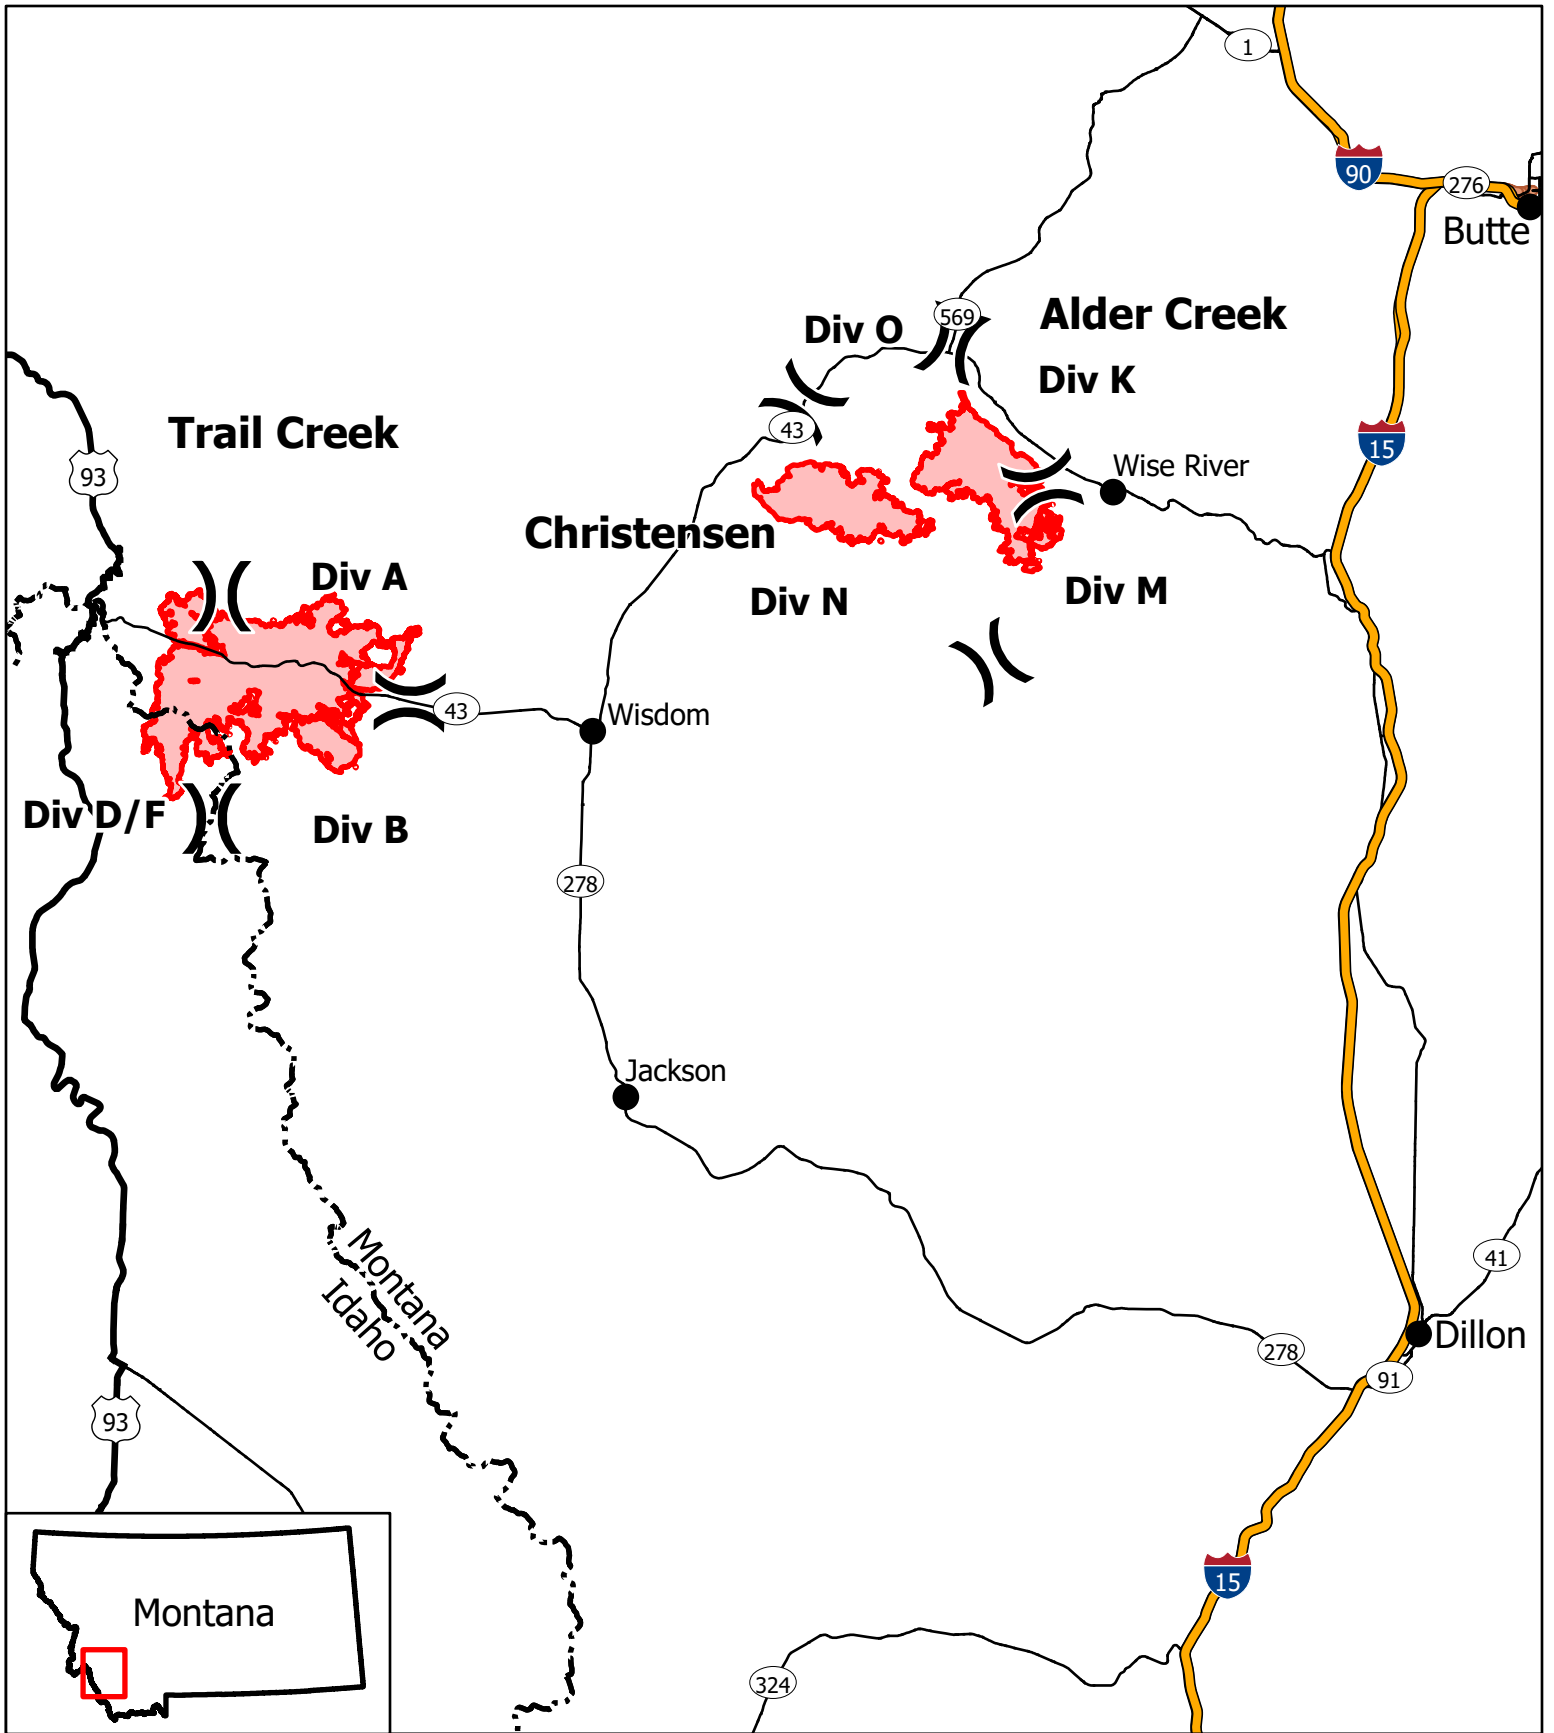 1
90
276
Butte
569
Alder Creek
Div O
Div K
Trail Creek
43
15
93
Wise River
Christensen
Div A
Div N
Div M
43
Wisdom
Div D/F
Div B
278
Jackson
Montana
Idaho
41
Dillon
278
91
93
15
Montana
324